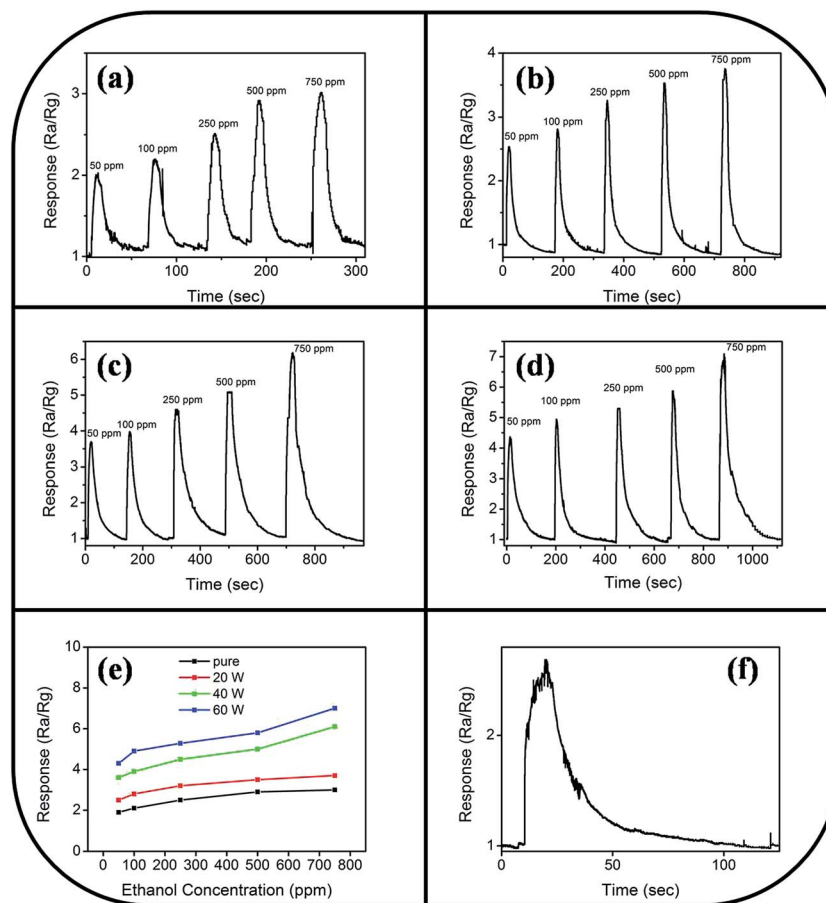 (a)
50 ppm
100 ppm
250 ppm
500 ppm
750 ppm
Response (Ra/Rg)
3
2
1
0 100 200 300
Time (sec)
(b)
50 ppm
100 ppm
250 ppm
500 ppm
750 ppm
Response (Ra/Rg)
4
3
2
1
0 200 400 600 800
Time (sec)
(c)
50 ppm
100 ppm
250 ppm
500 ppm
750 ppm
Response (Ra/Rg)
6
5
4
3
2
1
0 200 400 600 800
Time (sec)
(d)
50 ppm
100 ppm
250 ppm
500 ppm
750 ppm
Response (Ra/Rg)
7
6
5
4
3
2
1
0 200 400 600 800 1000
Time (sec)
(e)
pure
20 W
40 W
60 W
Response (Ra/Rg)
10
8
6
4
2
0
0 100 200 300 400 500 600 700 800
Ethanol Concentration (ppm)
(f)
Response (Ra/Rg)
2
1
0 50 100
Time (sec)